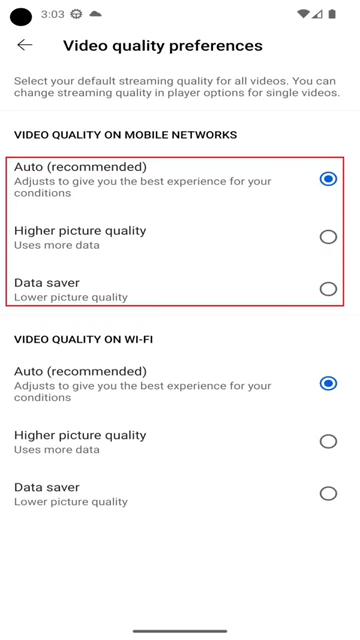 3:03
Video quality preferences
Select your default streaming quality for all videos. You can
change streaming quality in player options for single videos.
VIDEO QUALITY ON MOBILE NETWORKS
Auto (recommended)
Adjusts to give you the best experience for your
conditions
Higher picture quality
Uses more data
Data saver
Lower picture quality
VIDEO QUALITY ON WI-FI
Auto (recommended)
Adjusts to give you the best experience for your
conditions
Higher picture quality
Uses more data
Data saver
Lower picture quality